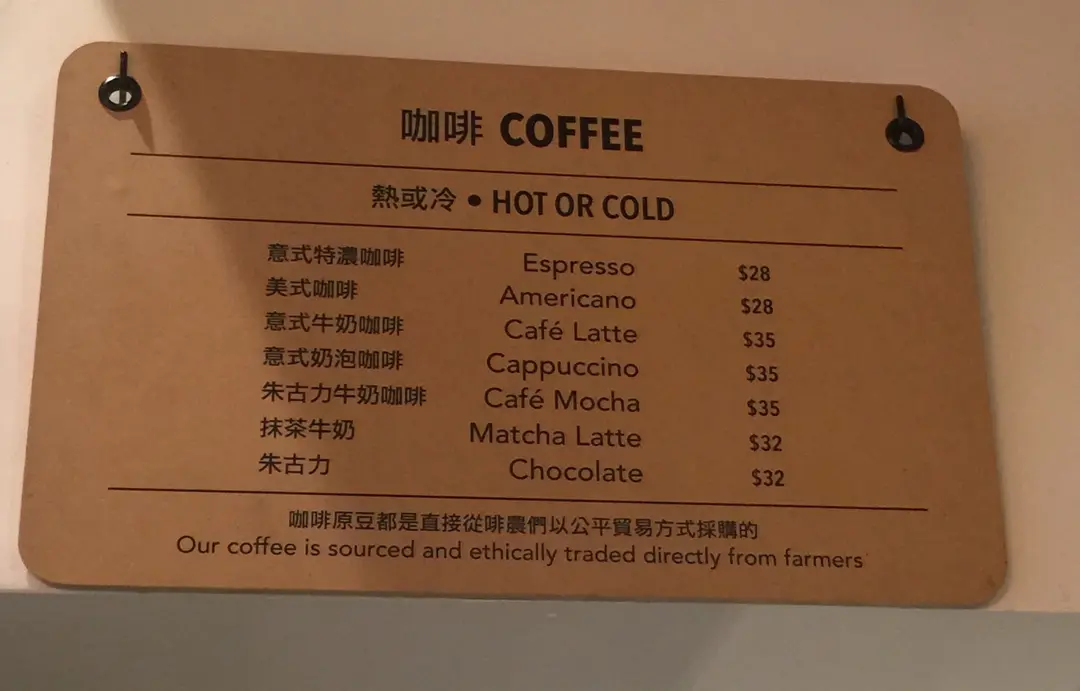 咖啡 COFFEE
熱或冷 • HOT OR COLD
意式特濃咖啡 Espresso $28
美式咖啡 Americano $28
意式牛奶咖啡 Café Latte $35
意式奶泡咖啡 Cappuccino $35
朱古力牛奶咖啡 Café Mocha $35
抹茶牛奶 Matcha Latte $32
朱古力 Chocolate $32
咖啡原豆都是直接從啡農們以公平貿易方式採購的
Our coffee is sourced and ethically traded directly from farmers